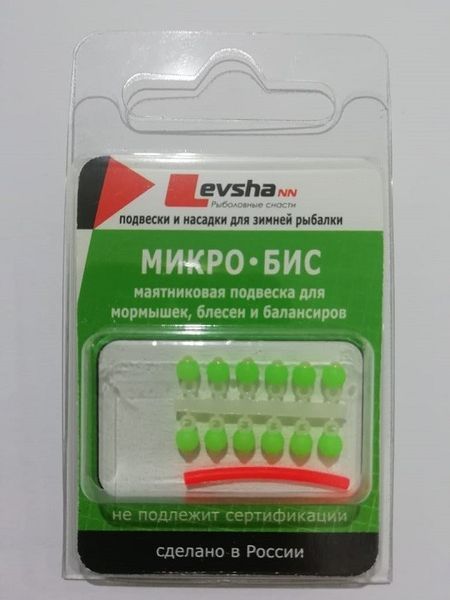 Levsha NN
Рыболовные снасти
подвески и насадки для зимней рыбалки
МИКРО·БИС
маятниковая подвеска для
мормышек, блесен и балансиров
не подлежит сертификации
сделано в России